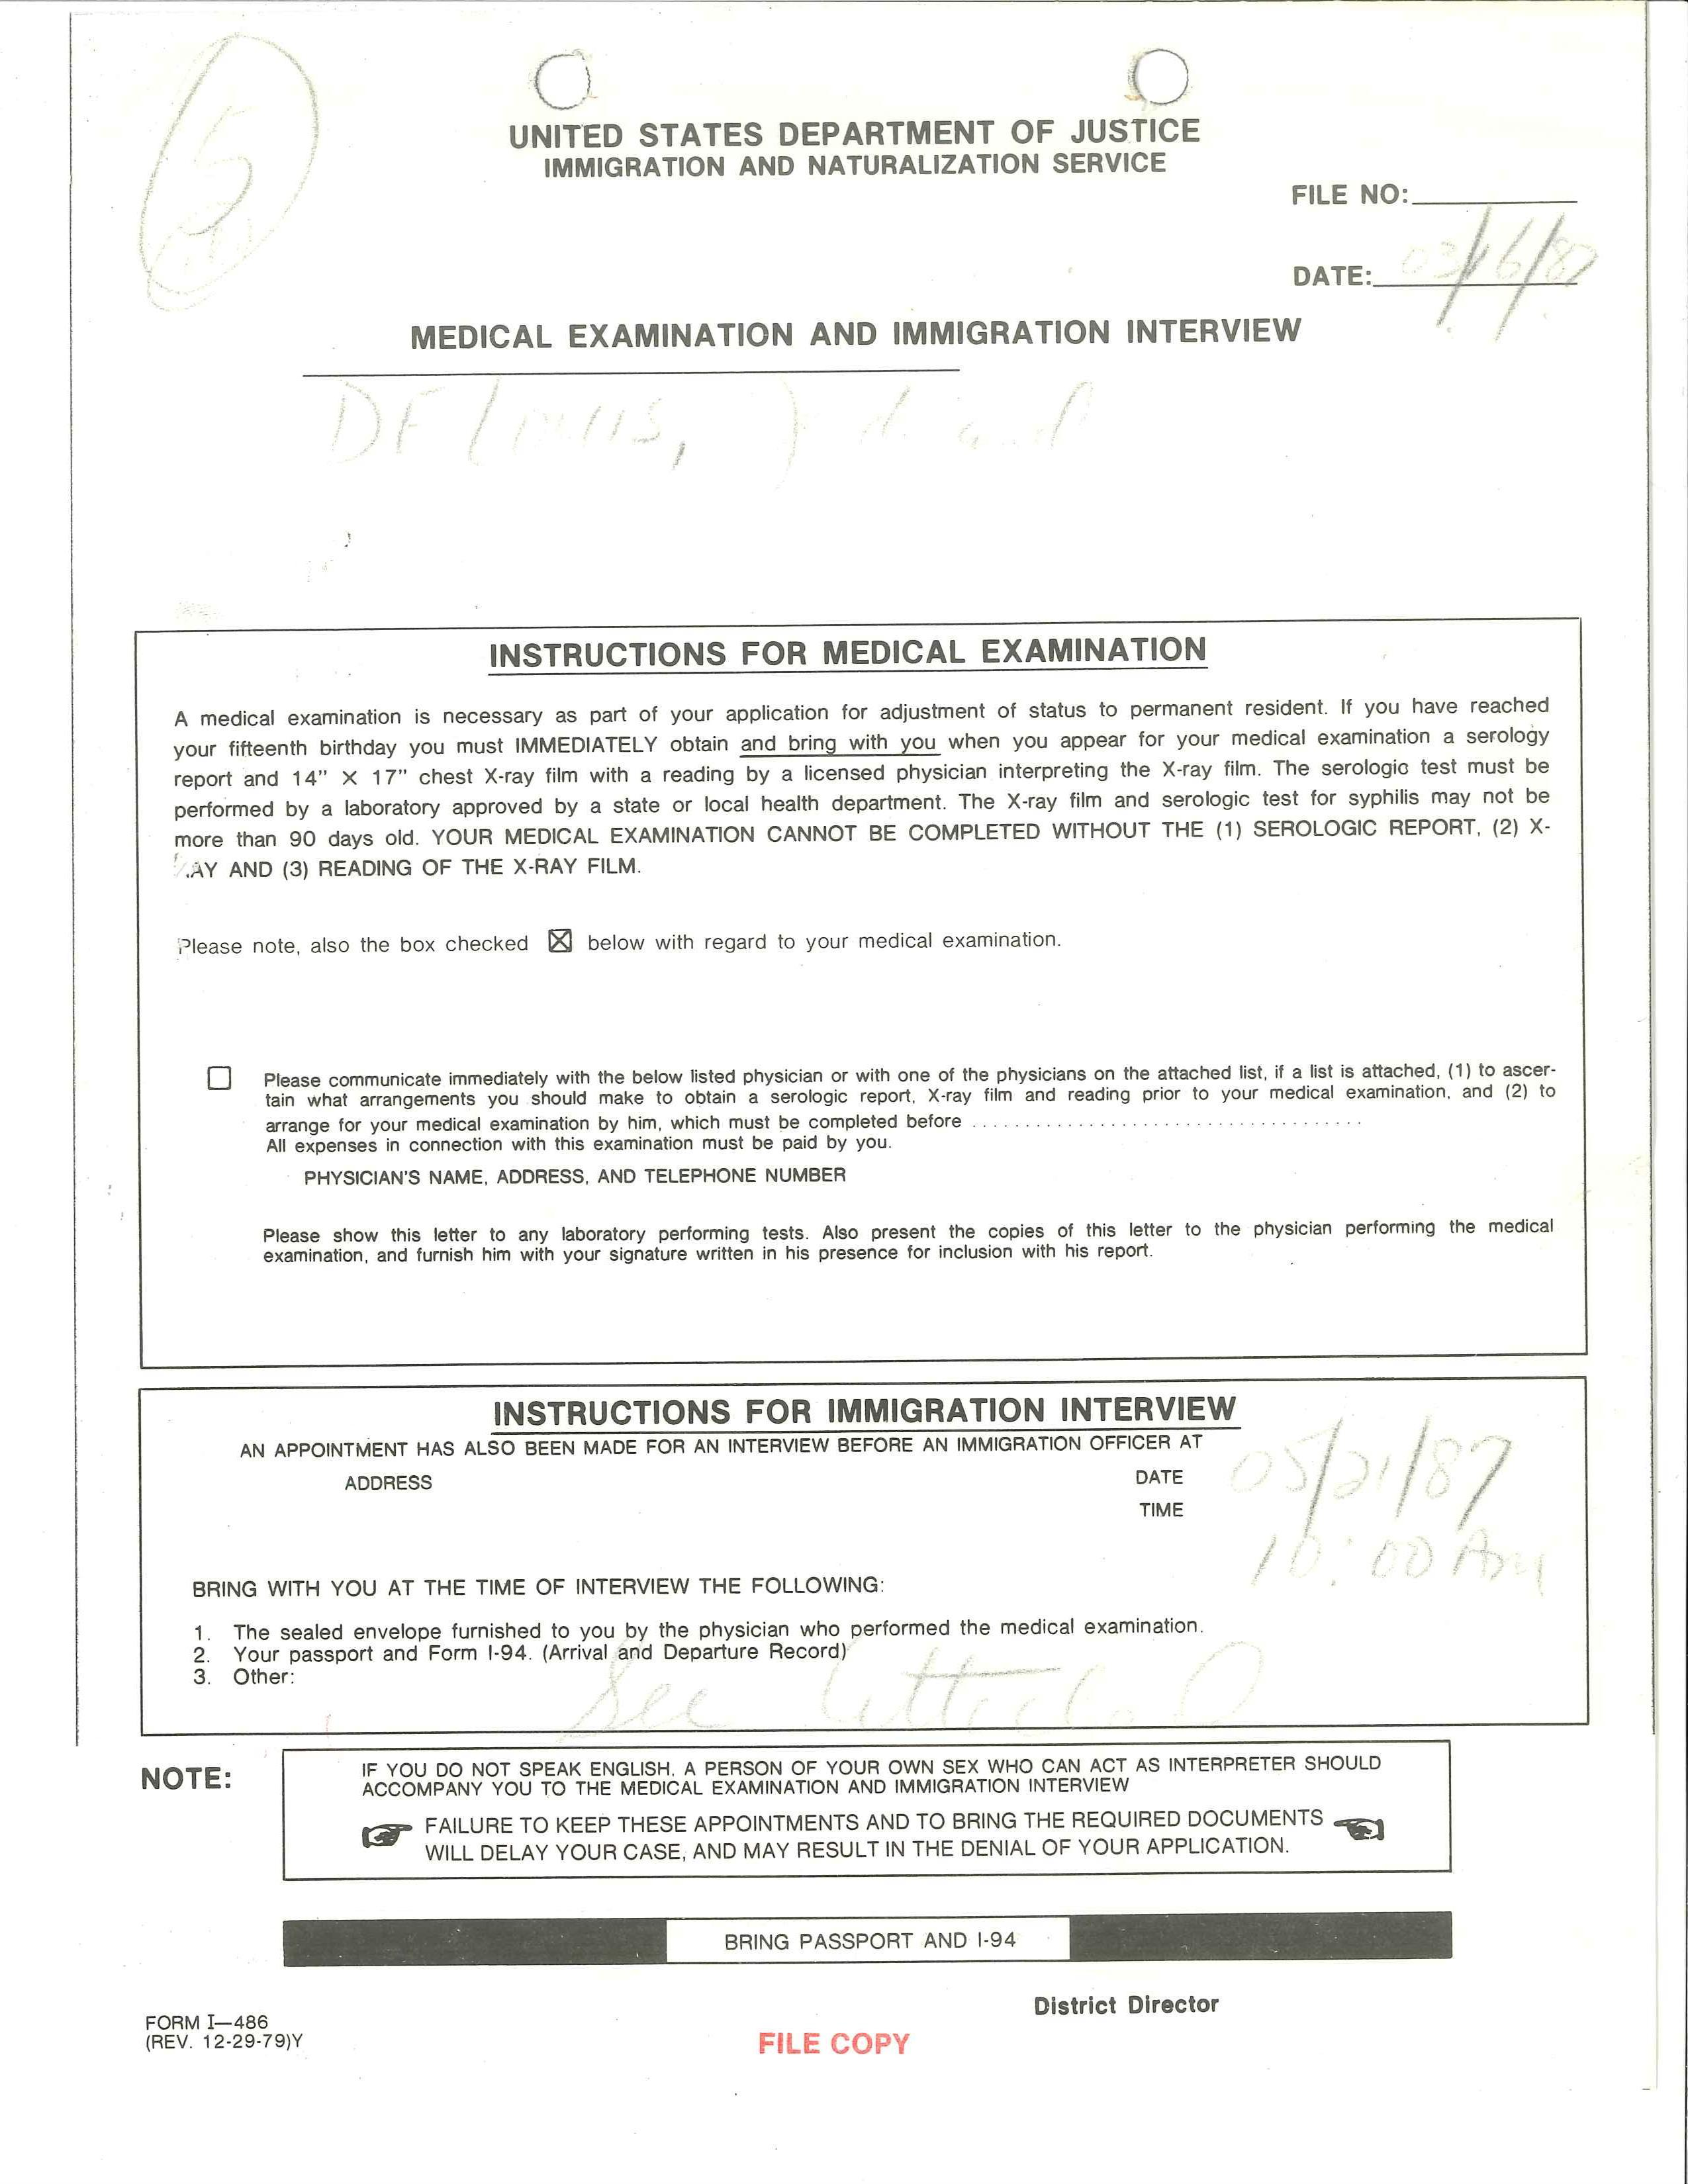 5
UNITED STATES DEPARTMENT OF JUSTICE
IMMIGRATION AND NATURALIZATION SERVICE
FILE NO:
DATE: 03/16/87
MEDICAL EXAMINATION AND IMMIGRATION INTERVIEW
INSTRUCTIONS FOR MEDICAL EXAMINATION
A medical examination is necessary as part of your application for adjustment of status to permanent resident. If you have reached
your fifteenth birthday you must IMMEDIATELY obtain and bring with you when you appear for your medical examination a serology
report and 14” X 17” chest X-ray film with a reading by a licensed physician interpreting the X-ray film. The serologic test must be
performed by a laboratory approved by a state or local health department. The X-ray film and serologic test for syphilis may not be
more than 90 days old. YOUR MEDICAL EXAMINATION CANNOT BE COMPLETED WITHOUT THE (1) SEROLOGIC REPORT, (2) X-
RAY AND (3) READING OF THE X-RAY FILM.
Please note, also the box checked ☒ below with regard to your medical examination.
☐ Please communicate immediately with the below listed physician or with one of the physicians on the attached list, if a list is attached, (1) to ascer-
tain what arrangements you should make to obtain a serologic report, X-ray film and reading prior to your medical examination, and (2) to
arrange for your medical examination by him, which must be completed before .....................................
All expenses in connection with this examination must be paid by you.
PHYSICIAN'S NAME, ADDRESS, AND TELEPHONE NUMBER
Please show this letter to any laboratory performing tests. Also present the copies of this letter to the physician performing the medical
examination, and furnish him with your signature written in his presence for inclusion with his report.
INSTRUCTIONS FOR IMMIGRATION INTERVIEW
AN APPOINTMENT HAS ALSO BEEN MADE FOR AN INTERVIEW BEFORE AN IMMIGRATION OFFICER AT
ADDRESS DATE 05/21/87
TIME 10:00 AM
BRING WITH YOU AT THE TIME OF INTERVIEW THE FOLLOWING:
1. The sealed envelope furnished to you by the physician who performed the medical examination.
2. Your passport and Form I-94. (Arrival and Departure Record)
3. Other: See Attached
NOTE: IF YOU DO NOT SPEAK ENGLISH, A PERSON OF YOUR OWN SEX WHO CAN ACT AS INTERPRETER SHOULD
ACCOMPANY YOU TO THE MEDICAL EXAMINATION AND IMMIGRATION INTERVIEW
FAILURE TO KEEP THESE APPOINTMENTS AND TO BRING THE REQUIRED DOCUMENTS
WILL DELAY YOUR CASE, AND MAY RESULT IN THE DENIAL OF YOUR APPLICATION.
BRING PASSPORT AND I-94
District Director
FORM I—486
(REV. 12-29-79)Y
FILE COPY